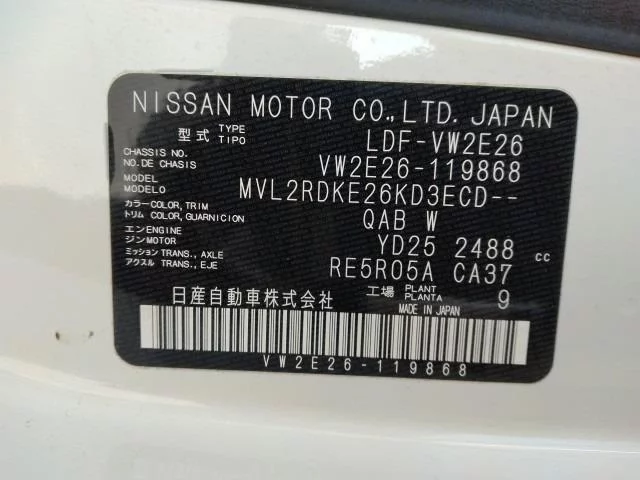 NISSAN MOTOR CO.,LTD. JAPAN
型式 TYPE TIPO LDF-VW2E26
CHASSIS NO. NO.DE CHASIS VW2E26-119868
MODEL MODELO MVL2RDKE26KD3ECD--
カラー COLOR, TRIM
トリム COLOR, GUARNICION QAB W
エンENGINE
ジンMOTOR YD25 2488 cc
ミッション TRANS., AXLE
アクスル TRANS., EJE RE5R05A CA37
日産自動車株式会社 工場 PLANT PLANTA 9
MADE IN JAPAN
VW2E26-119868